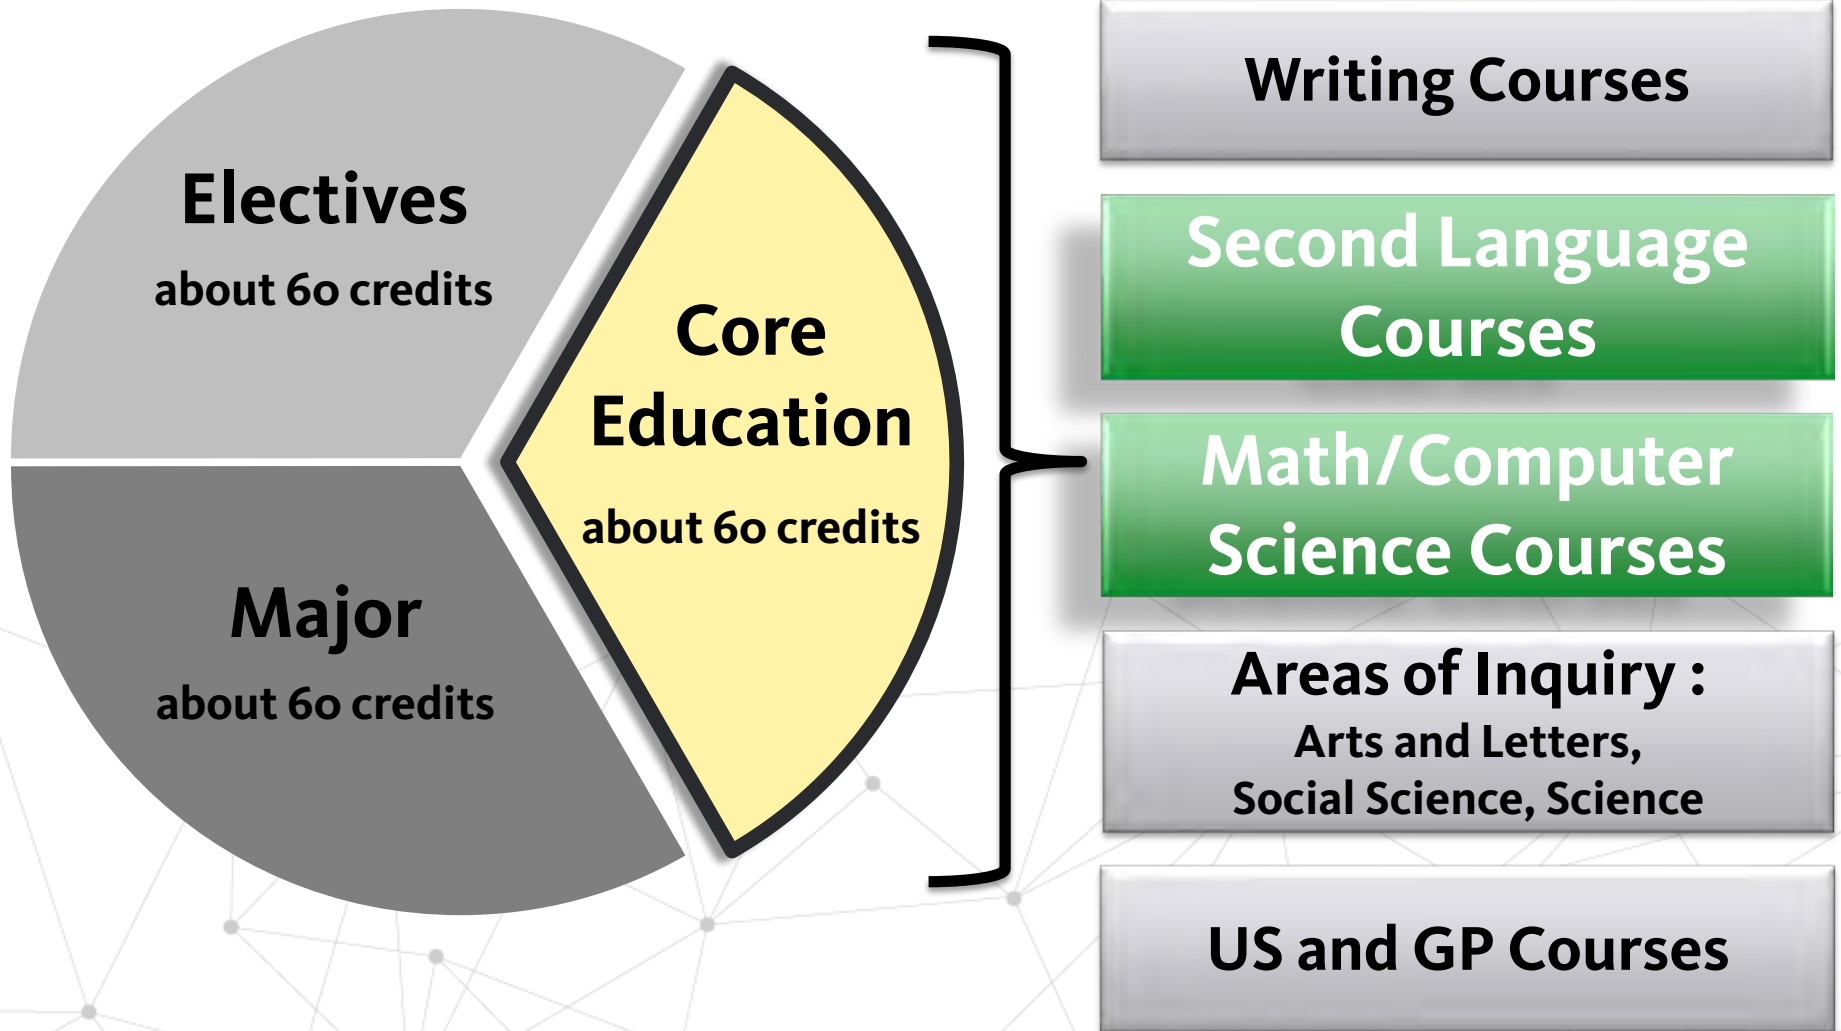 Electives
about 60 credits
Major
about 60 credits
Core
Education
about 60 credits
Writing Courses
Second Language
Courses
Math/Computer
Science Courses
Areas of Inquiry :
Arts and Letters,
Social Science, Science
US and GP Courses